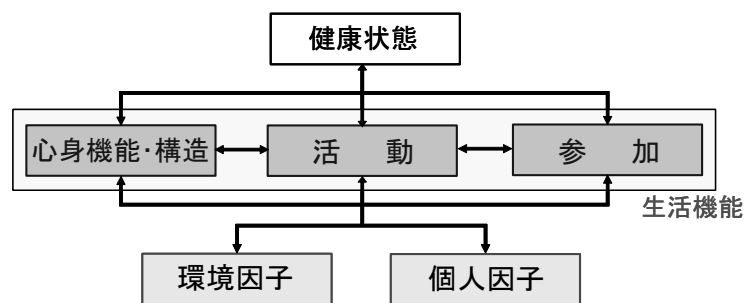 健康状態
心身機能･構造
活　動
参　加
生活機能
環境因子
個人因子